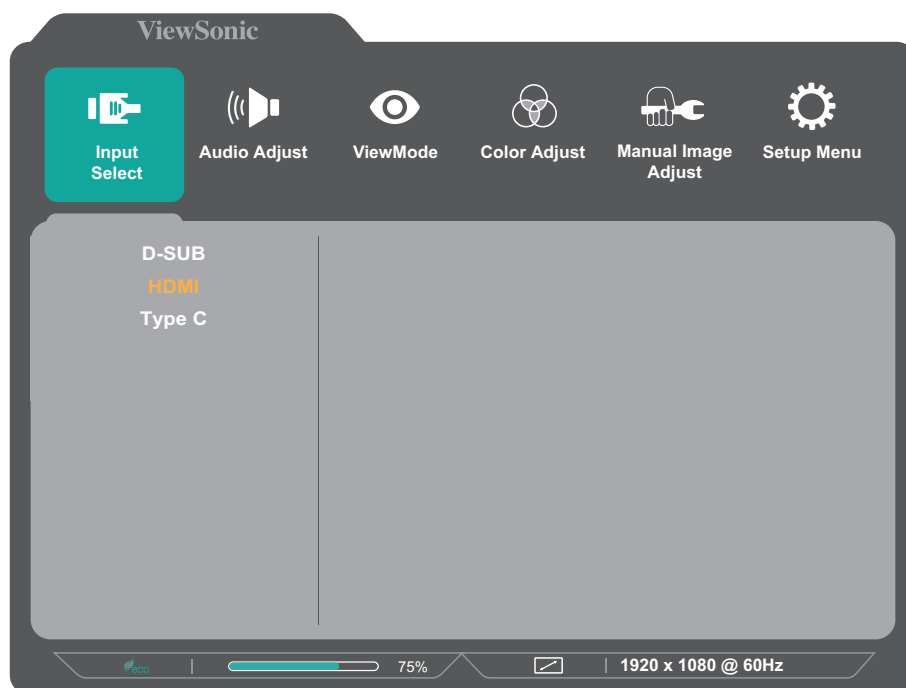 ViewSonic
Input
Select
Audio Adjust
ViewMode
Color Adjust
Manual Image
Adjust
Setup Menu
D-SUB
HDMI
Type C
eco
75%
1920 x 1080 @ 60Hz